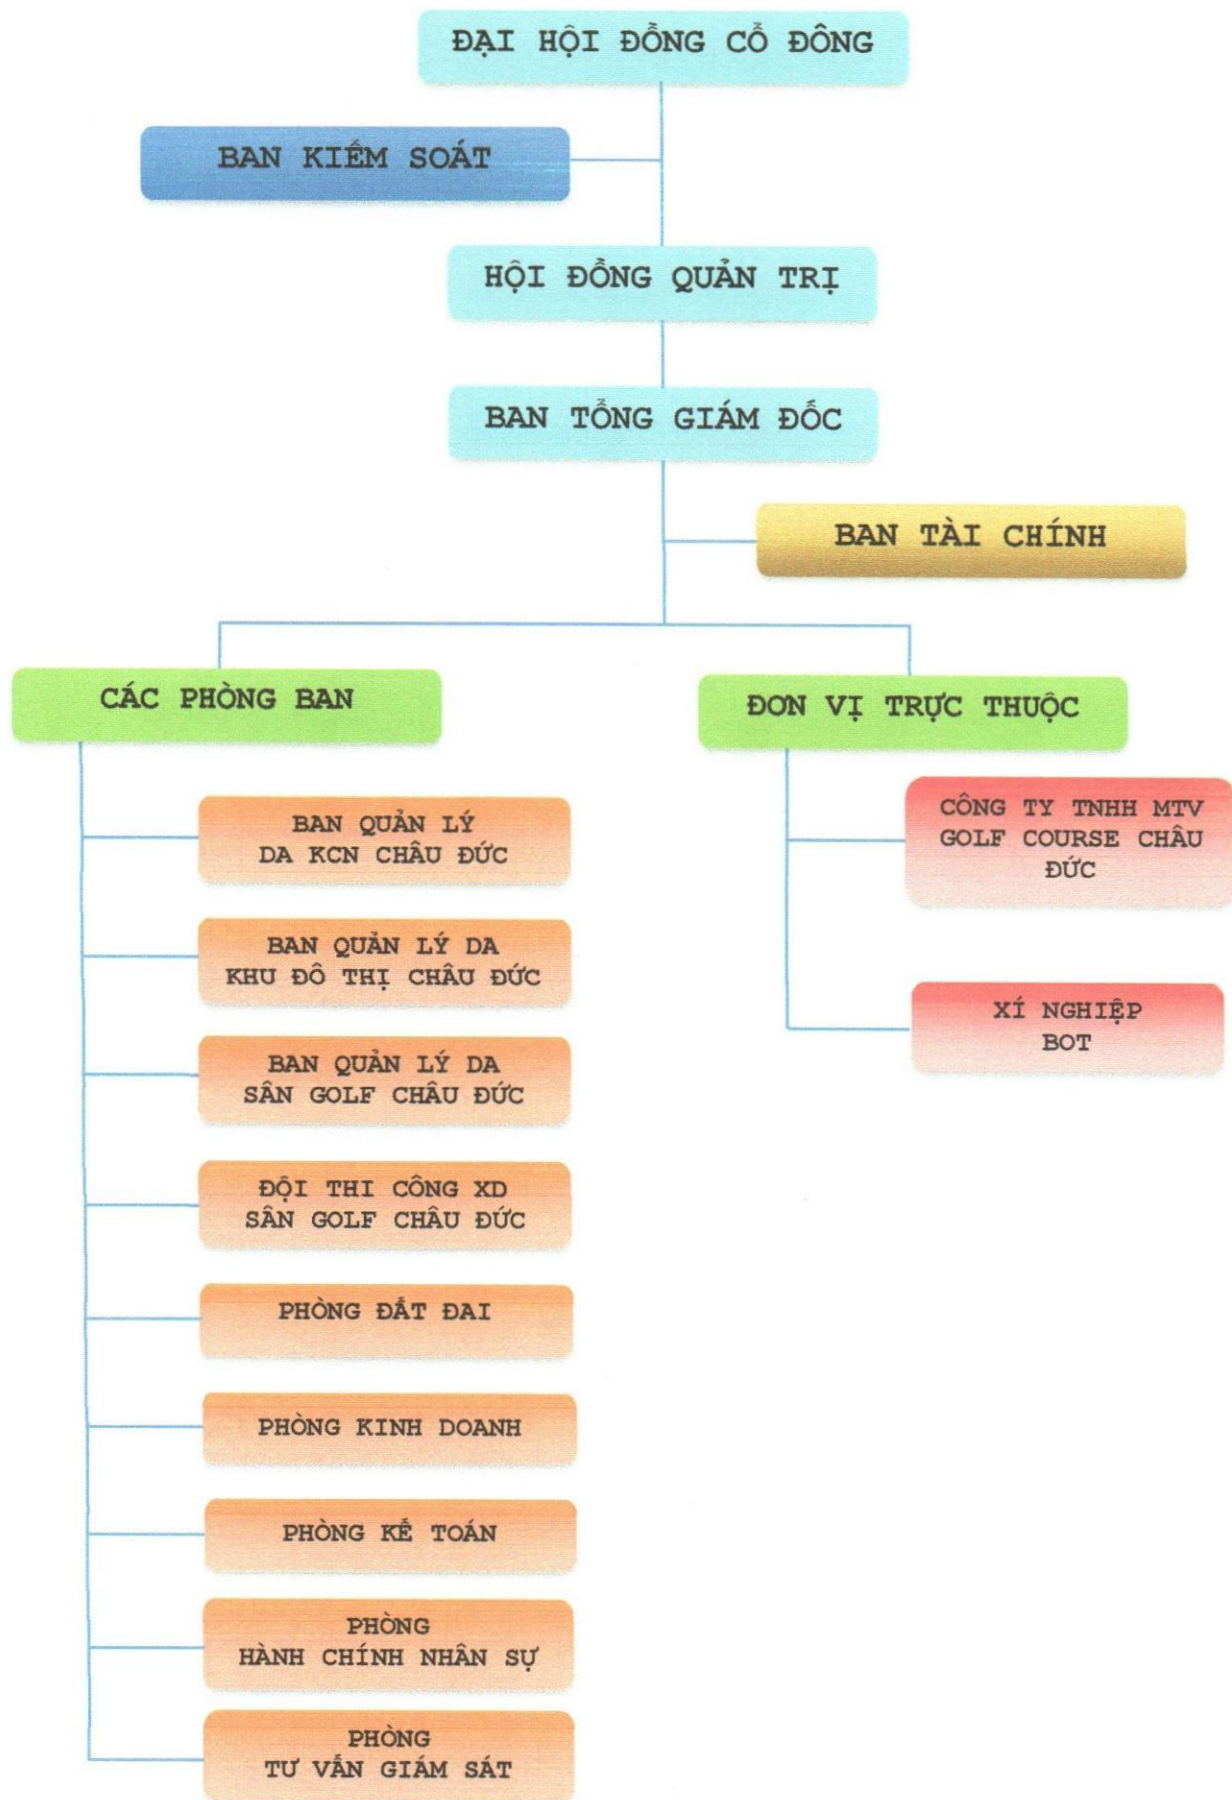 ĐẠI HỘI ĐỒNG CỔ ĐÔNG
BAN KIỂM SOÁT
HỘI ĐỒNG QUẢN TRỊ
BAN TỔNG GIÁM ĐỐC
BAN TÀI CHÍNH
CÁC PHÒNG BAN
BAN QUẢN LÝ
DA KCN CHÂU ĐỨC
BAN QUẢN LÝ DA
KHU ĐÔ THỊ CHÂU ĐỨC
BAN QUẢN LÝ DA
SÂN GOLF CHÂU ĐỨC
ĐỘI THI CÔNG XD
SÂN GOLF CHÂU ĐỨC
PHÒNG ĐẤT ĐAI
PHÒNG KINH DOANH
PHÒNG KẾ TOÁN
PHÒNG
HÀNH CHÍNH NHÂN SỰ
PHÒNG
TƯ VẤN GIÁM SÁT
ĐƠN VỊ TRỰC THUỘC
CÔNG TY TNHH MTV
GOLF COURSE CHÂU
ĐỨC
XÍ NGHIỆP
BOT